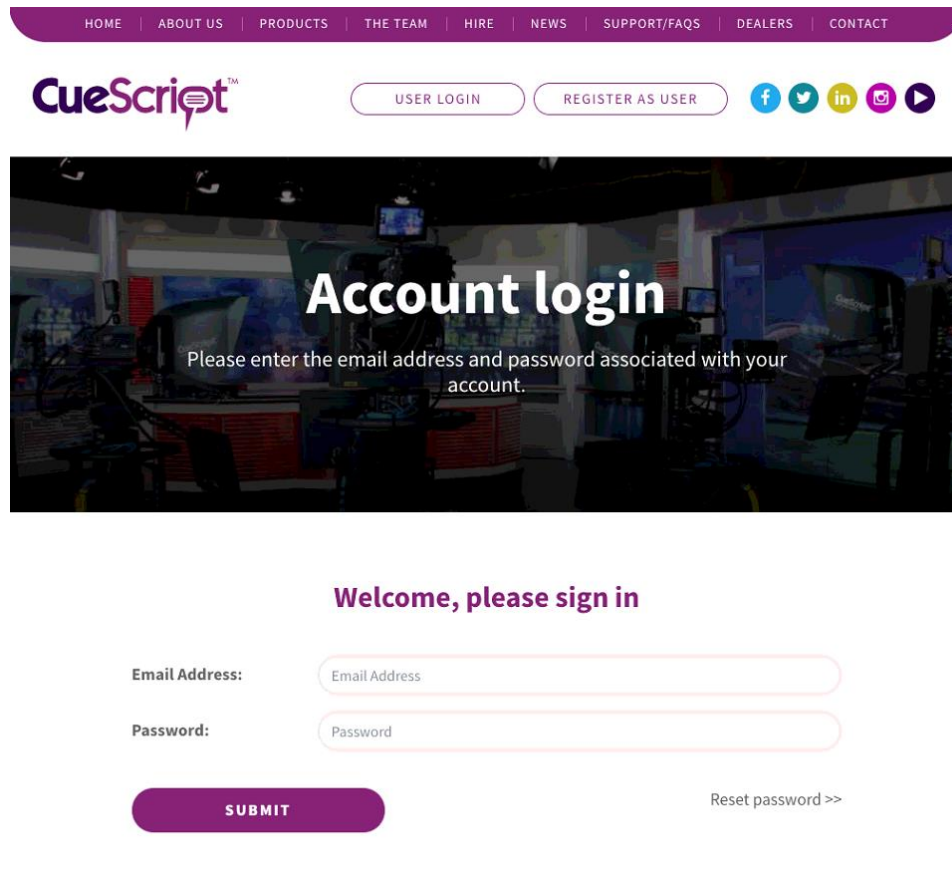 HOME | ABOUT US | PRODUCTS | THE TEAM | HIRE | NEWS | SUPPORT/FAQS | DEALERS | CONTACT
CueScript™
USER LOGIN
REGISTER AS USER
f in
Account login
Please enter the email address and password associated with your
account.
Welcome, please sign in
Email Address: Email Address
Password: Password
SUBMIT
Reset password >>